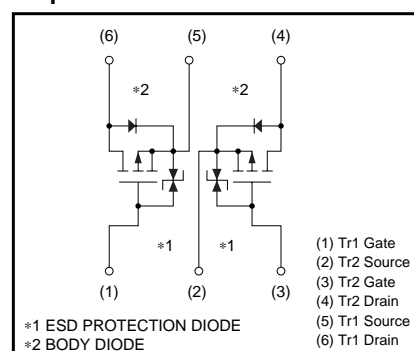 (6) (5) (4)
∗2 ∗2
∗1 ∗1
(1) (2) (3)
(1) Tr1 Gate
(2) Tr2 Source
(3) Tr2 Gate
(4) Tr2 Drain
(5) Tr1 Source
(6) Tr1 Drain
∗1 ESD PROTECTION DIODE
∗2 BODY DIODE